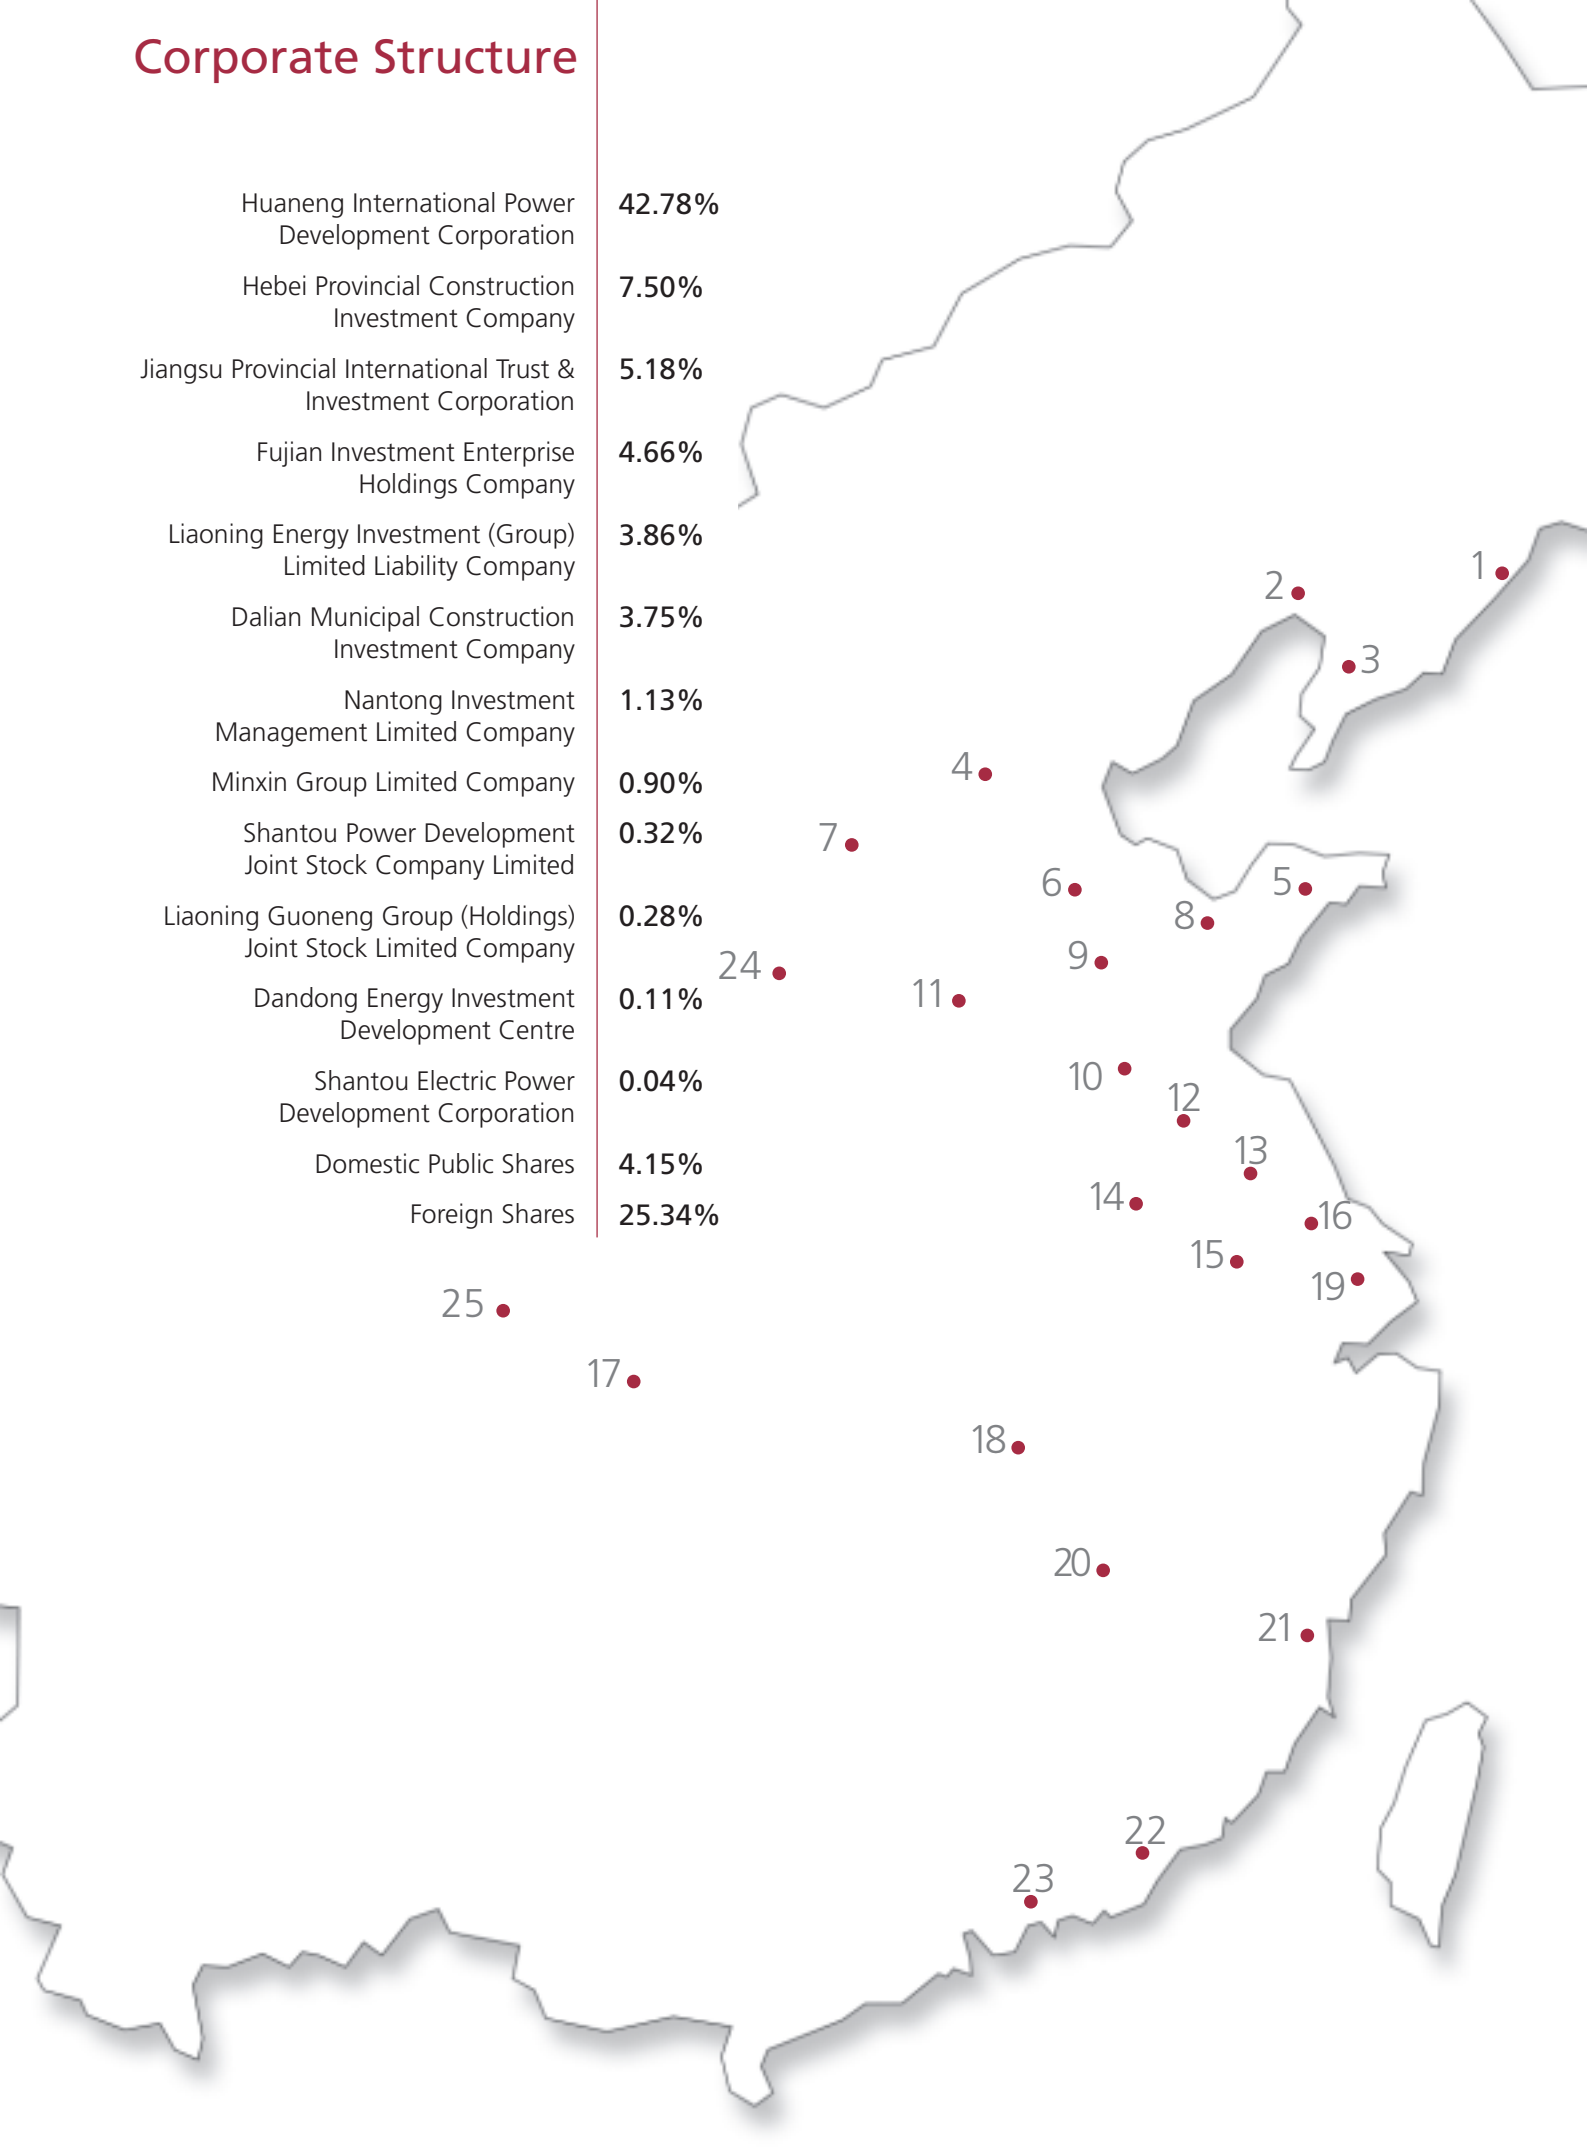 Corporate Structure
Huaneng International Power 42.78%
Development Corporation
Hebei Provincial Construction 7.50%
Investment Company
Jiangsu Provincial International Trust & 5.18%
Investment Corporation
Fujian Investment Enterprise 4.66%
Holdings Company
Liaoning Energy Investment (Group) 3.86%
Limited Liability Company
Dalian Municipal Construction 3.75%
Investment Company
Nantong Investment 1.13%
Management Limited Company
Minxin Group Limited Company 0.90%
Shantou Power Development 0.32%
Joint Stock Company Limited
Liaoning Guoneng Group (Holdings) 0.28%
Joint Stock Limited Company
Dandong Energy Investment 0.11%
Development Centre
Shantou Electric Power 0.04%
Development Corporation
Domestic Public Shares 4.15%
Foreign Shares 25.34%
1
2
3
4
7
6
5
8
9
24
11
10
12
13
14
16
15
19
25
17
18
20
21
22
23